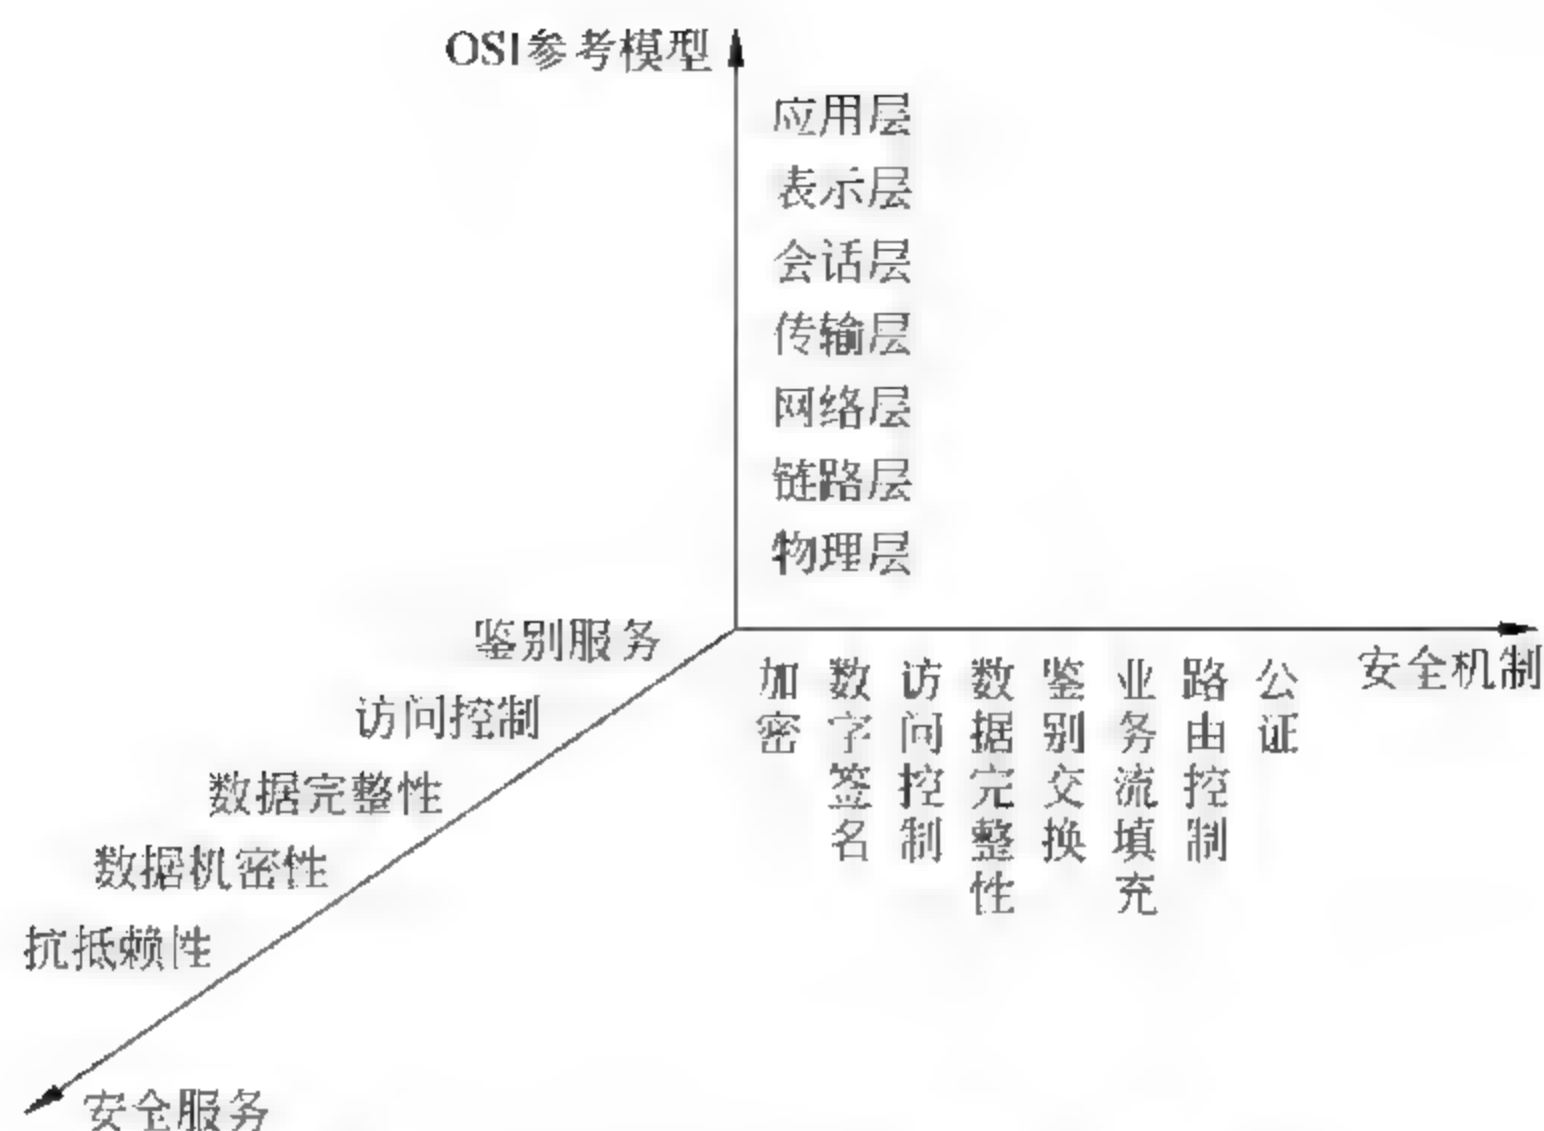 OSI参考模型
应用层
表示层
会话层
传输层
网络层
链路层
物理层
鉴别服务
访问控制
数据完整性
数据机密性
抗抵赖性
安全服务
加密
数字签名
访问控制
数据完整性
鉴别交换
业务流填充
路由控制
公证
安全机制